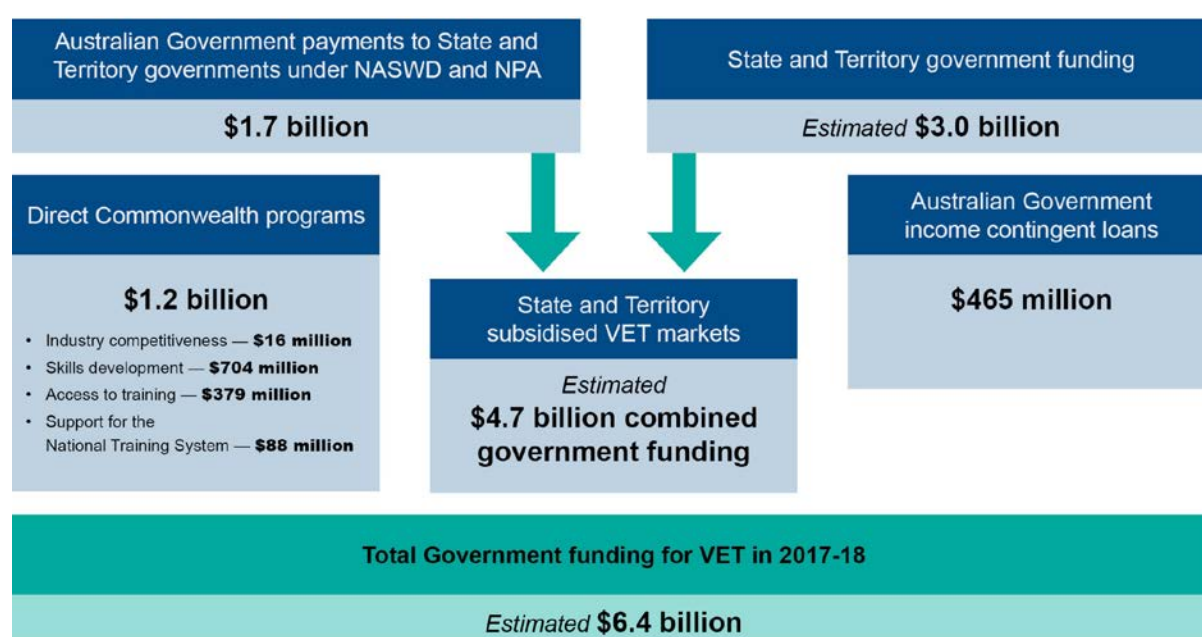 Australian Government payments to State and
Territory governments under NASWD and NPA
$1.7 billion
State and Territory government funding
Estimated $3.0 billion
Direct Commonwealth programs
$1.2 billion
• Industry competitiveness — $16 million
• Skills development — $704 million
• Access to training — $379 million
• Support for the
National Training System — $88 million
State and Territory
subsidised VET markets
Estimated
$4.7 billion combined
government funding
Australian Government
income contingent loans
$465 million
Total Government funding for VET in 2017-18
Estimated $6.4 billion